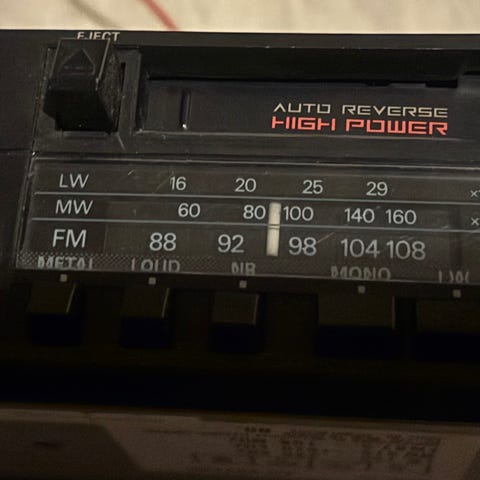 EJECT
AUTO REVERSE
HIGH POWER
LW 16 20 25 29
MW 60 80 100 140 160
FM 88 92 98 104 108
METAL LOUD NR MONO